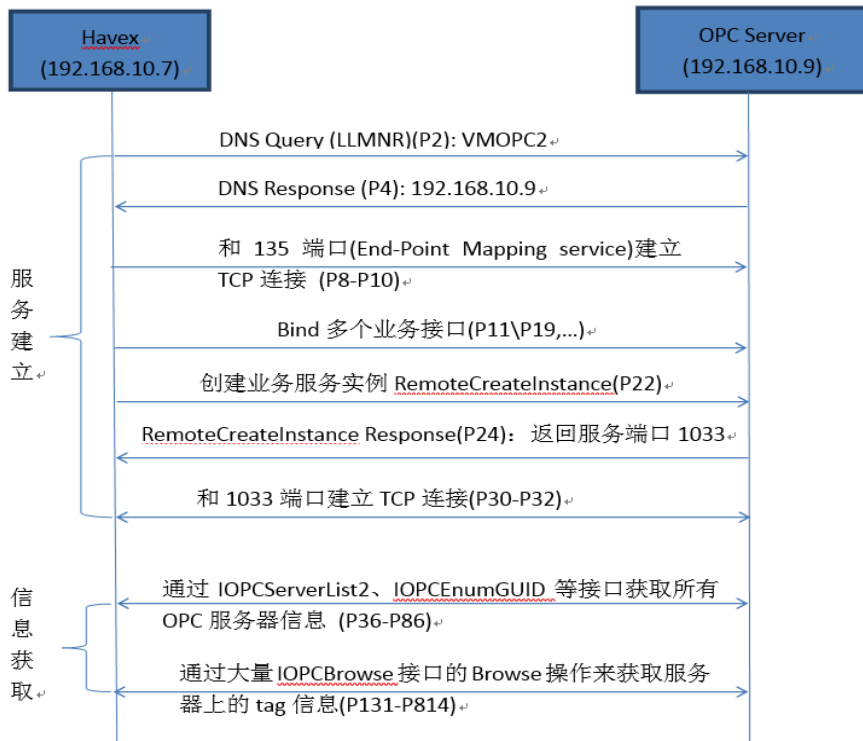 Havex
(192.168.10.7)
OPC Server
(192.168.10.9)
DNS Query (LLMNR)(P2): VMOPC2
DNS Response (P4): 192.168.10.9
和 135 端口(End-Point Mapping service)建立
TCP 连接 (P8-P10)
Bind 多个业务接口(P11\P19,...)
创建业务服务实例 RemoteCreateInstance(P22)
RemoteCreateInstance Response(P24)：返回服务端口 1033
和 1033 端口建立 TCP 连接(P30-P32)
服
务
建
立
通过 IOPCServerList2、IOPCEnumGUID 等接口获取所有
OPC 服务器信息 (P36-P86)
通过大量 IOPCBrowse 接口的 Browse 操作来获取服务
器上的 tag 信息(P131-P814)
信
息
获
取